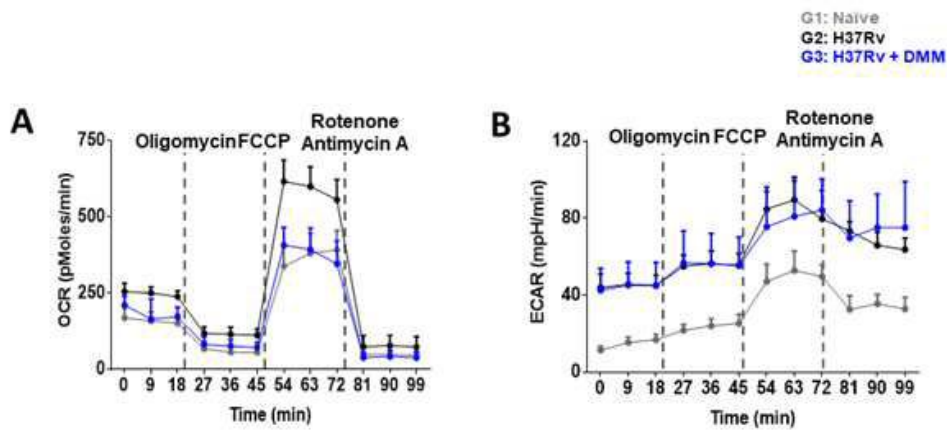 G1: Naïve
G2: H37Rv
G3: H37Rv + DMM
A
Oligomycin FCCP
Rotenone
Antimycin A
OCR (pMoles/min)
750
500
250
0
0 9 18 27 36 45 54 63 72 81 90 99
Time (min)
B
Oligomycin FCCP
Rotenone
Antimycin A
ECAR (mpH/min)
120
80
40
0
0 9 18 27 36 45 54 63 72 81 90 99
Time (min)